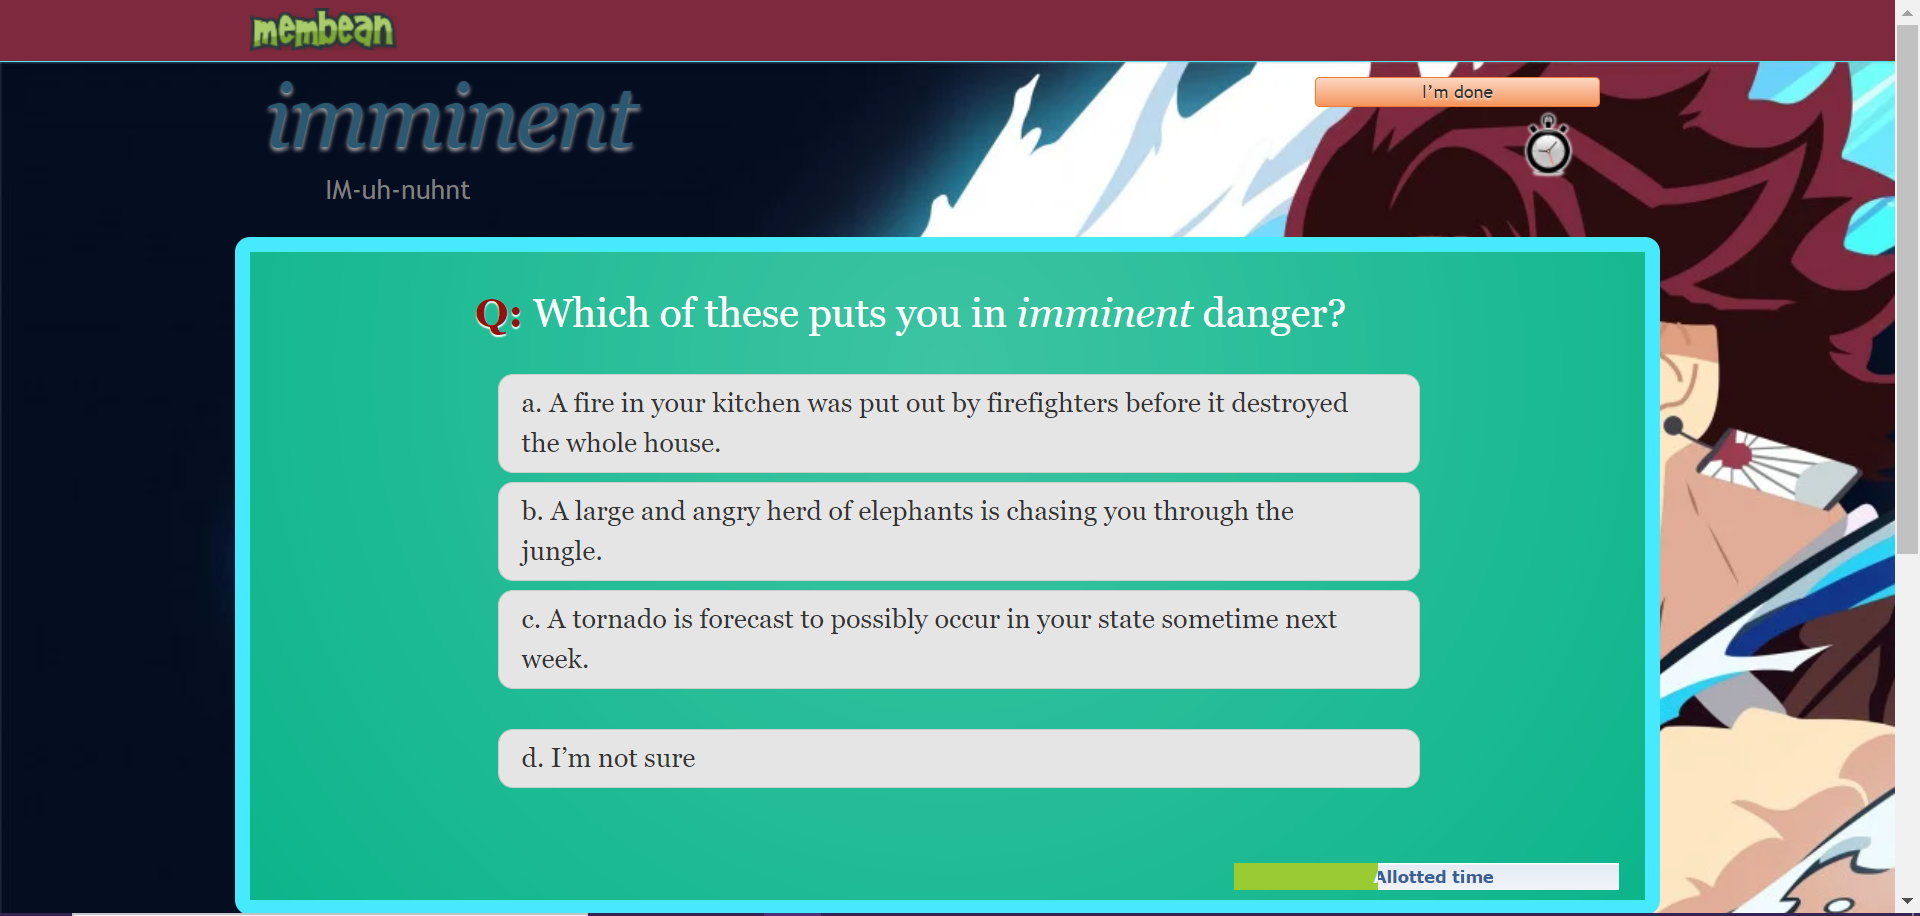 membean
imminent
I'm done
IM-uh-nuhnt
Q: Which of these puts you in imminent danger?
a. A fire in your kitchen was put out by firefighters before it destroyed
the whole house.
b. A large and angry herd of elephants is chasing you through the
jungle.
c. A tornado is forecast to possibly occur in your state sometime next
week.
d. I’m not sure
Allotted time